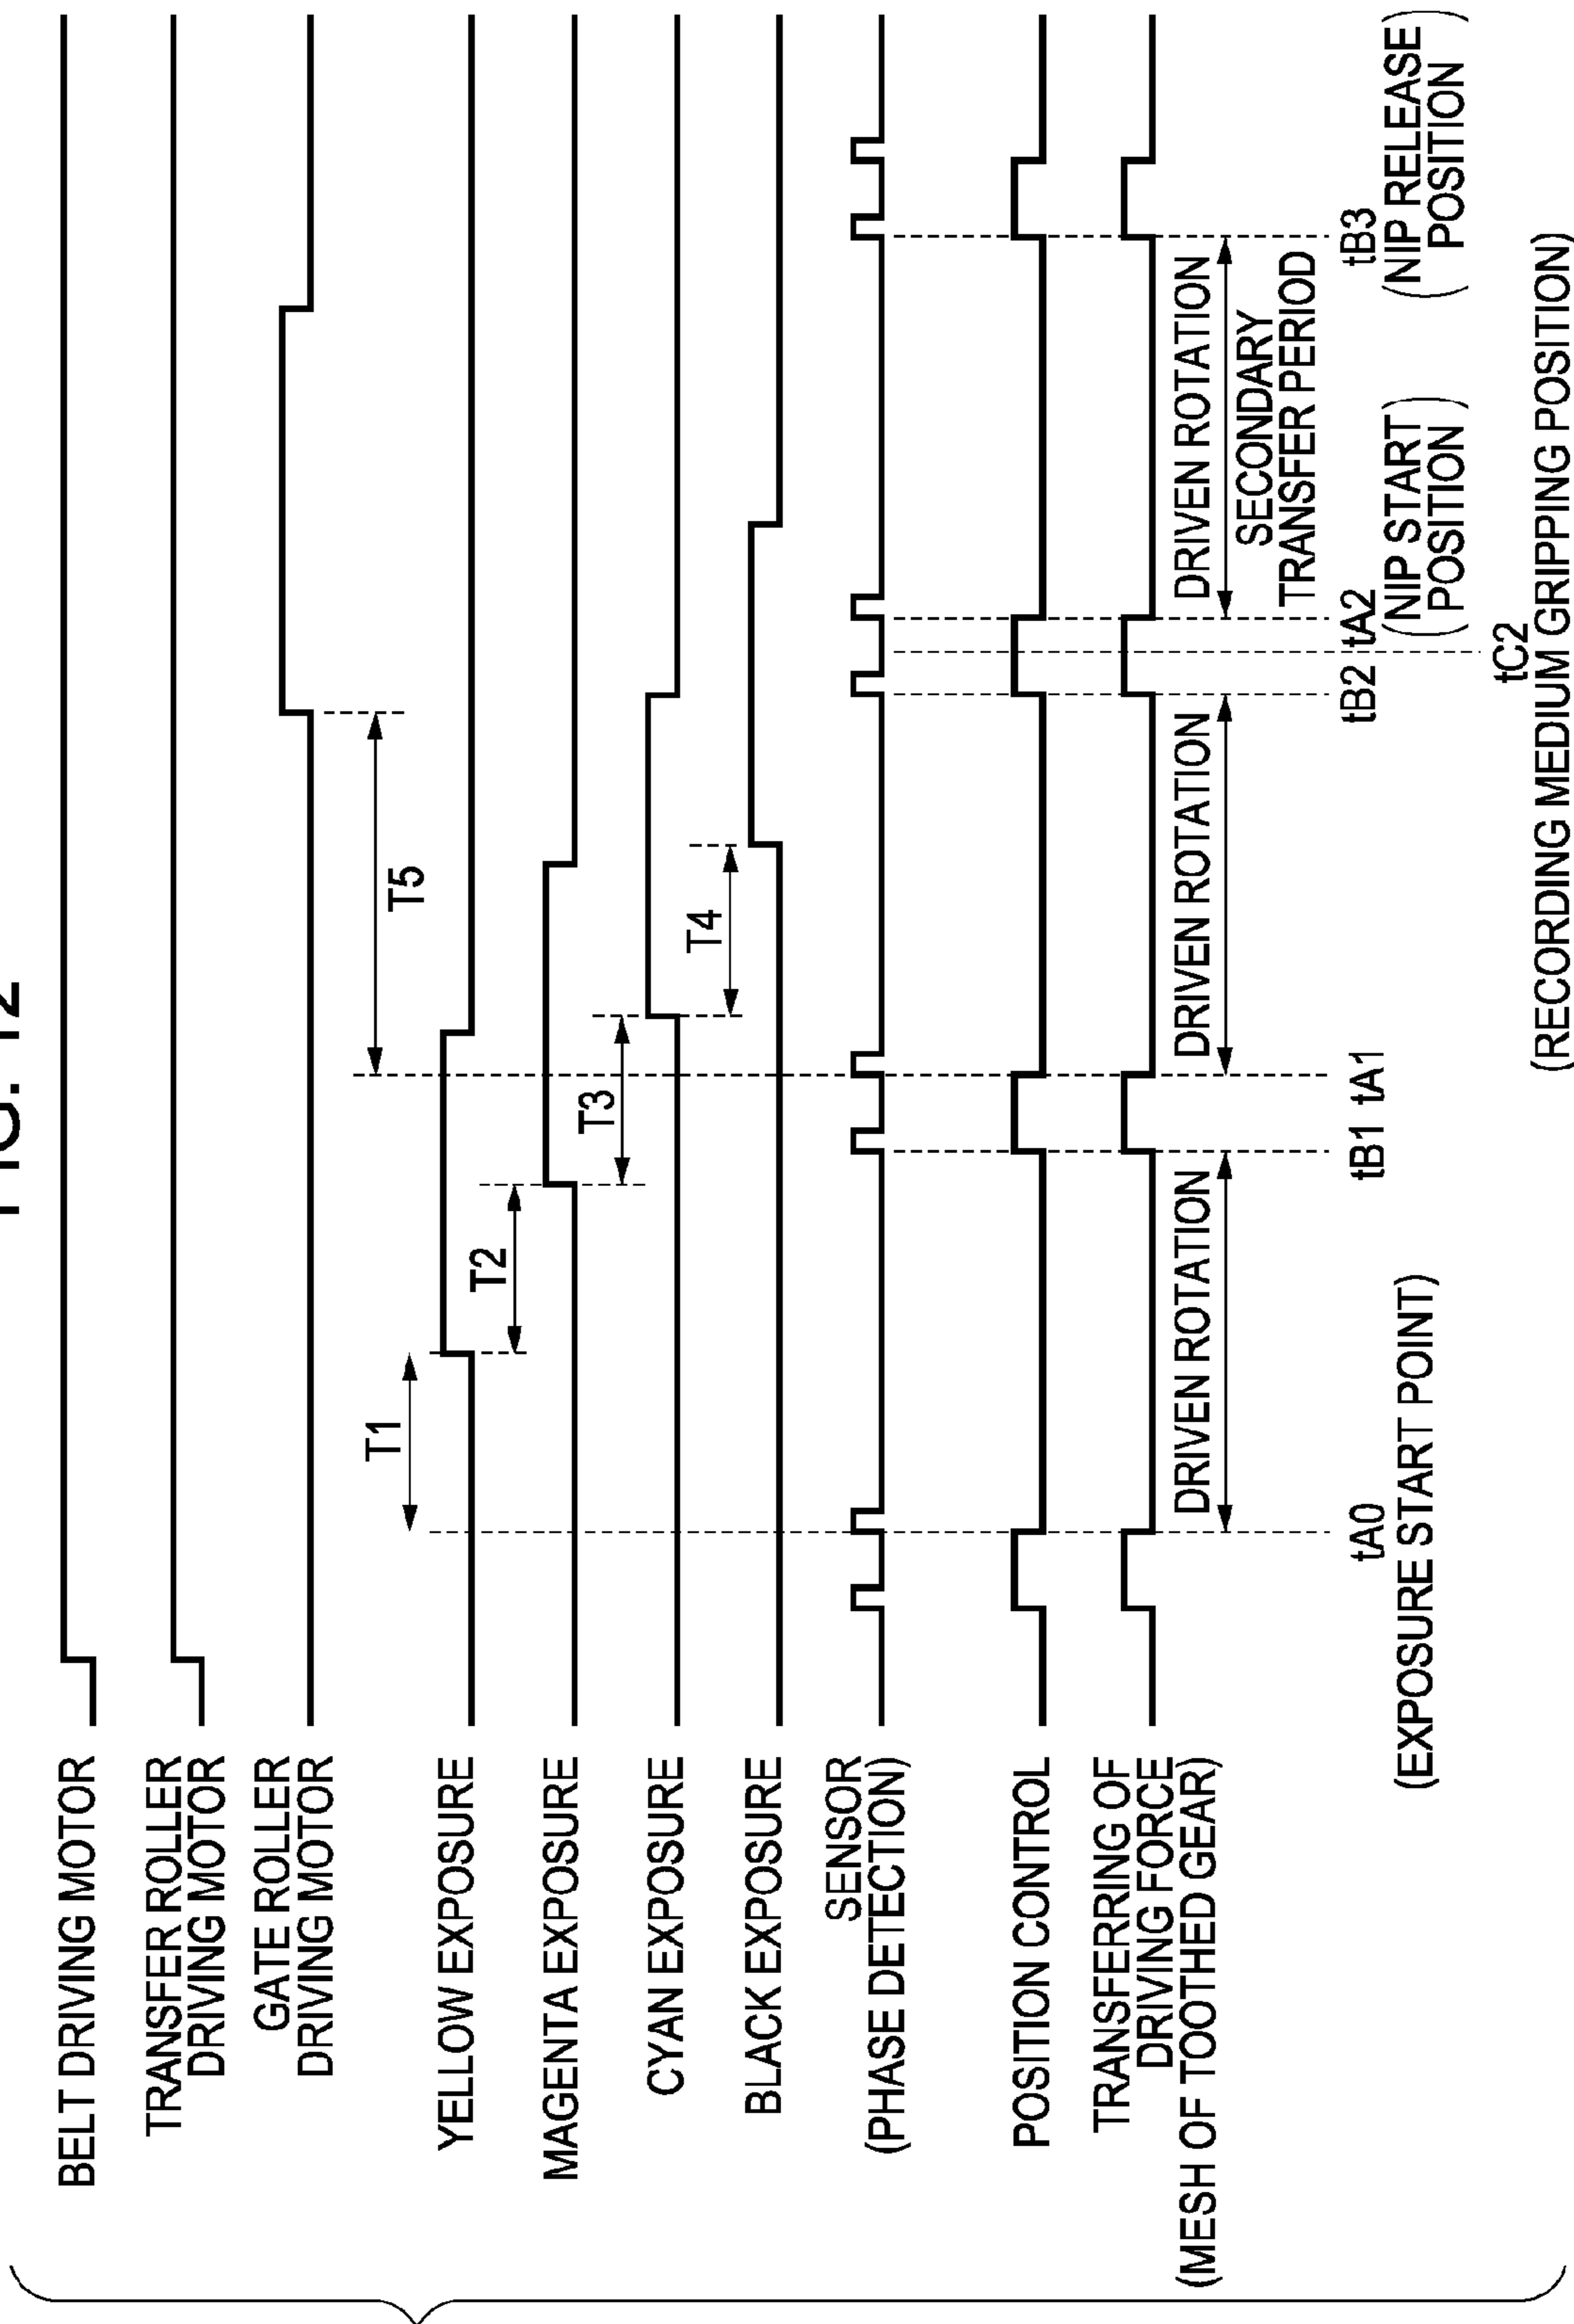 FIG. 12
BELT DRIVING MOTOR
TRANSFER ROLLER
DRIVING MOTOR
GATE ROLLER
DRIVING MOTOR
T5
T1
YELLOW EXPOSURE
T2
MAGENTA EXPOSURE
T3
CYAN EXPOSURE
T4
BLACK EXPOSURE
SENSOR
(PHASE DETECTION)
POSITION CONTROL
TRANSFERRING OF
DRIVING FORCE
(MESH OF TOOTHED GEAR)
DRIVEN ROTATION
DRIVEN ROTATION
DRIVEN ROTATION
SECONDARY
TRANSFER PERIOD
tA0
(EXPOSURE START POINT)
tB1 tA1
tB2 tA2
(NIP START
POSITION)
tB3
(NIP RELEASE
POSITION)
tC2
(RECORDING MEDIUM GRIPPING POSITION)